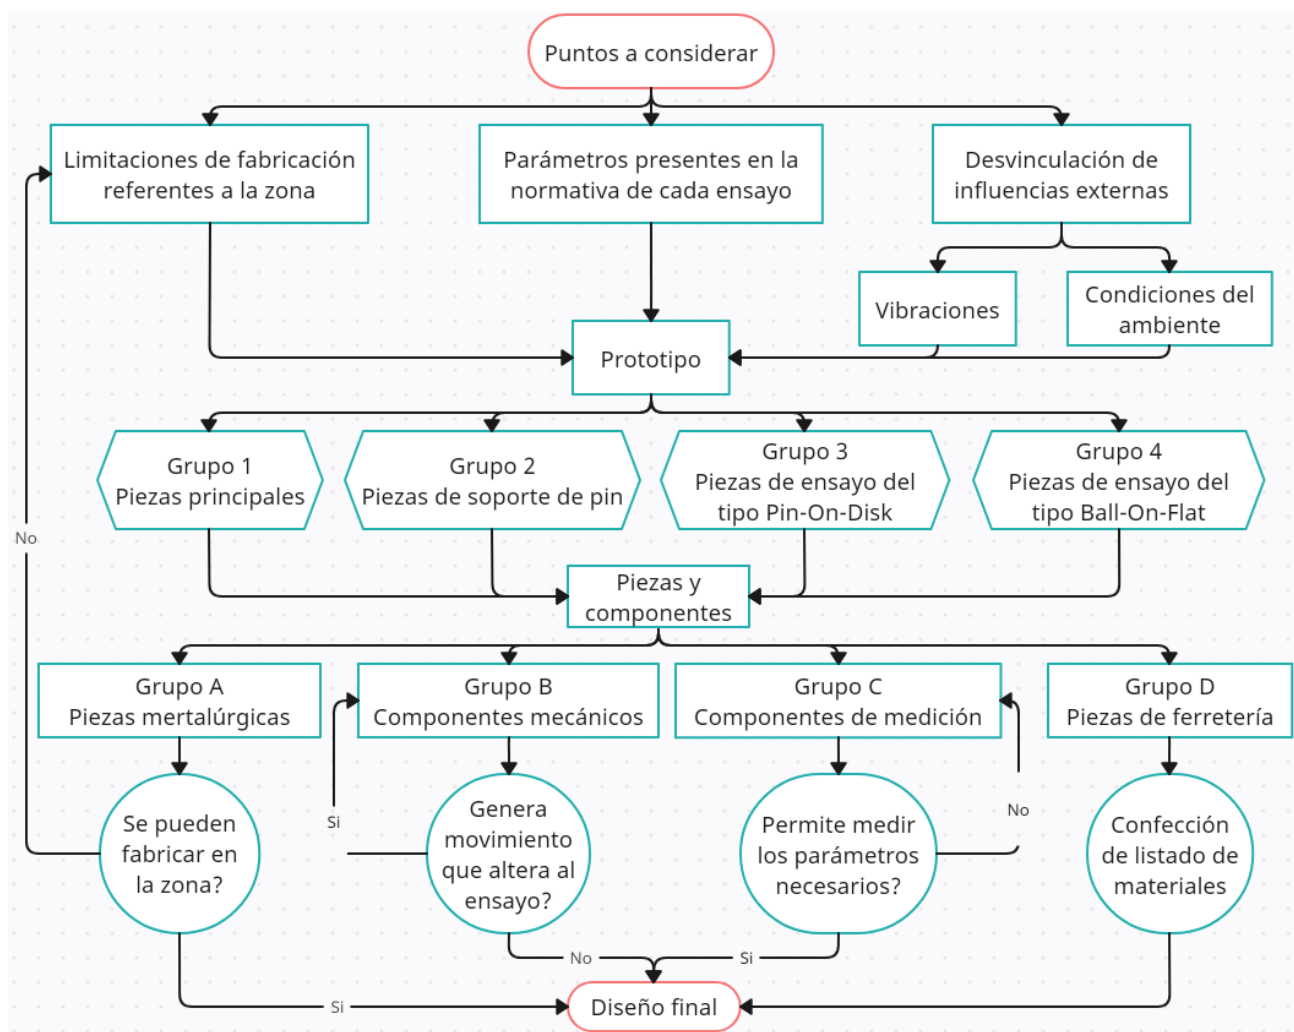 Puntos a considerar
Limitaciones de fabricación
referentes a la zona
Parámetros presentes en la
normativa de cada ensayo
Desvinculación de
influencias externas
Vibraciones
Condiciones del
ambiente
Prototipo
Grupo 1
Piezas principales
Grupo 2
Piezas de soporte de pin
Grupo 3
Piezas de ensayo del
tipo Pin-On-Disk
Grupo 4
Piezas de ensayo del
tipo Ball-On-Flat
No
Piezas y
componentes
Grupo A
Piezas mertalúrgicas
Grupo B
Componentes mecánicos
Grupo C
Componentes de medición
Grupo D
Piezas de ferretería
Se pueden
fabricar en
la zona?
Si
Genera
movimiento
que altera al
ensayo?
Permite medir
los parámetros
necesarios?
No
Confección
de listado de
materiales
No
Si
Si
Diseño final